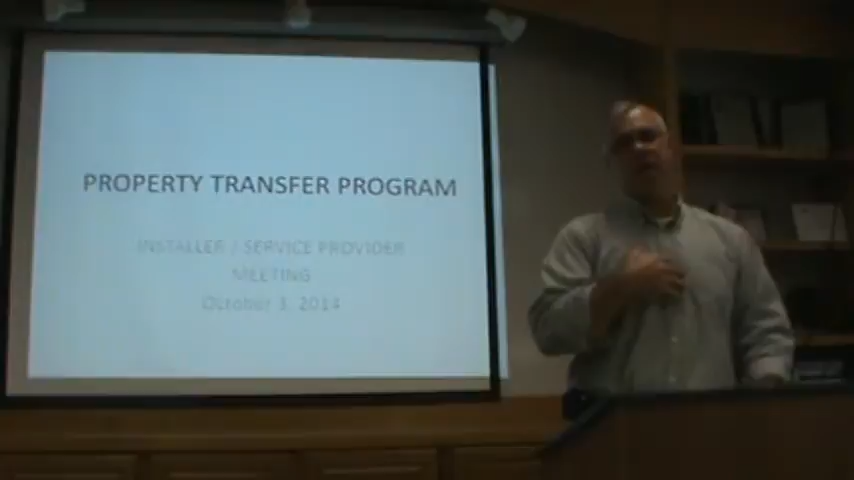 PROPERTY TRANSFER PROGRAM
INSTALLER / SERVICE PROVIDER
MEETING
October 3, 2014